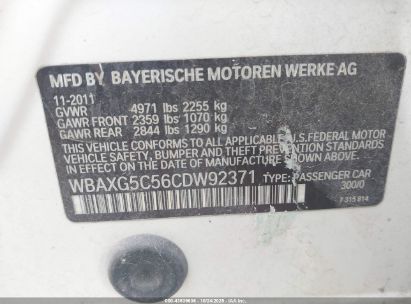 MFD BY BAYERISCHE MOTOREN WERKE AG
11-2011
GVWR 4971 lbs 2255 kg
GAWR FRONT 2359 lbs 1070 kg
GAWR REAR 2844 lbs 1290 kg
THIS VEHICLE CONFORMS TO ALL APPLICABLE U.S. FEDERAL MOTOR
VEHICLE SAFETY, BUMPER, AND THEFT PREVENTION STANDARDS
IN EFFECT ON THE DATE OF MANUFACTURE SHOWN ABOVE.
WBAXG5C56CDW92371 TYPE: PASSENGER CAR
300/0
7 315 814